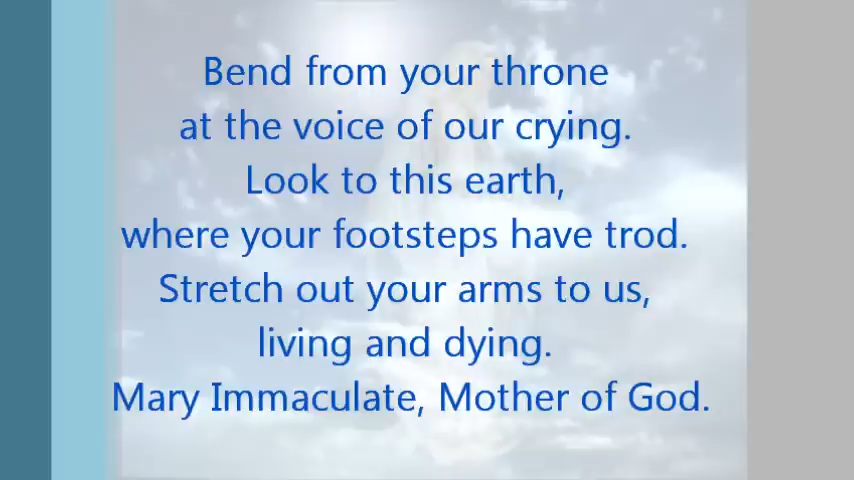 Bend from your throne
at the voice of our crying.
Look to this earth,
where your footsteps have trod.
Stretch out your arms to us,
living and dying.
Mary Immaculate, Mother of God.